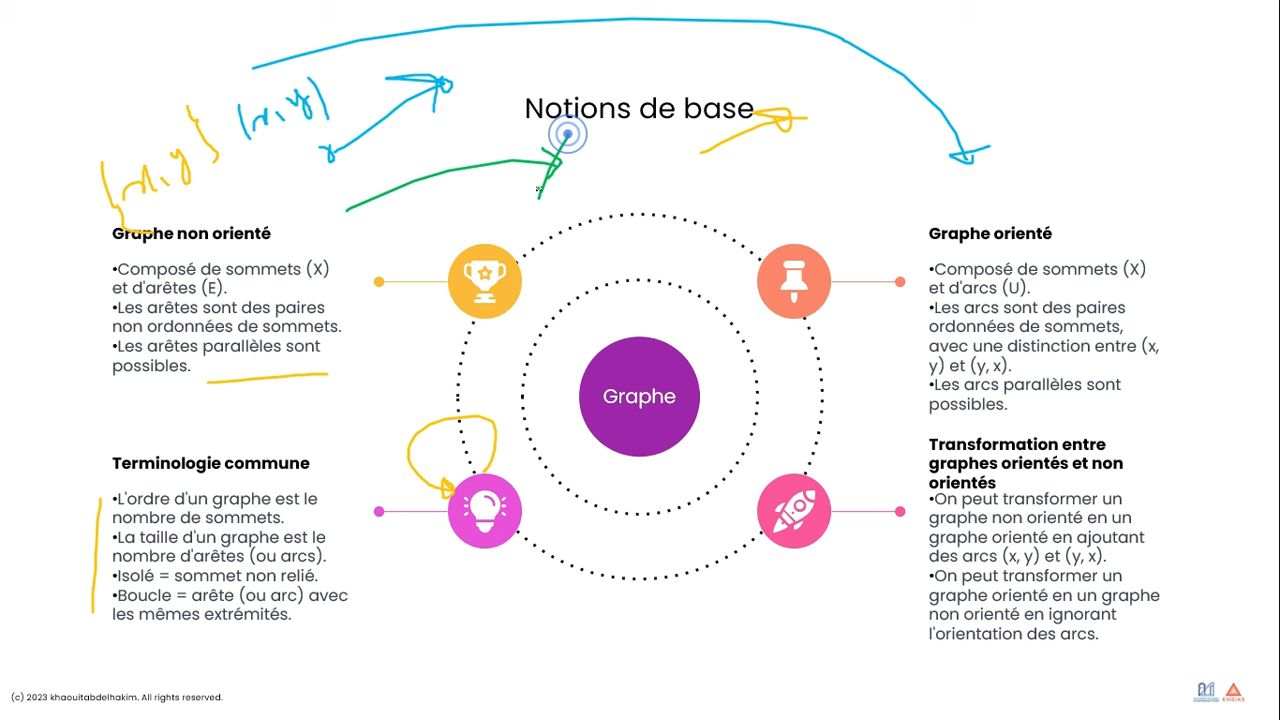 Notions de base
{x, y}
(x, y)
Graphe non orienté
•Composé de sommets (X)
et d'arêtes (E).
•Les arêtes sont des paires
non ordonnées de sommets.
•Les arêtes parallèles sont
possibles.
Graphe orienté
•Composé de sommets (X)
et d'arcs (U).
•Les arcs sont des paires
ordonnées de sommets,
avec une distinction entre (x,
y) et (y, x).
•Les arcs parallèles sont
possibles.
Graphe
Terminologie commune
•L'ordre d'un graphe est le
nombre de sommets.
•La taille d'un graphe est le
nombre d'arêtes (ou arcs).
•Isolé = sommet non relié.
•Boucle = arête (ou arc) avec
les mêmes extrémités.
Transformation entre
graphes orientés et non
orientés
•On peut transformer un
graphe non orienté en un
graphe orienté en ajoutant
des arcs (x, y) et (y, x).
•On peut transformer un
graphe orienté en un graphe
non orienté en ignorant
l'orientation des arcs.
(c) 2023 khaouitabdelhakim. All rights reserved.
ENSIAS